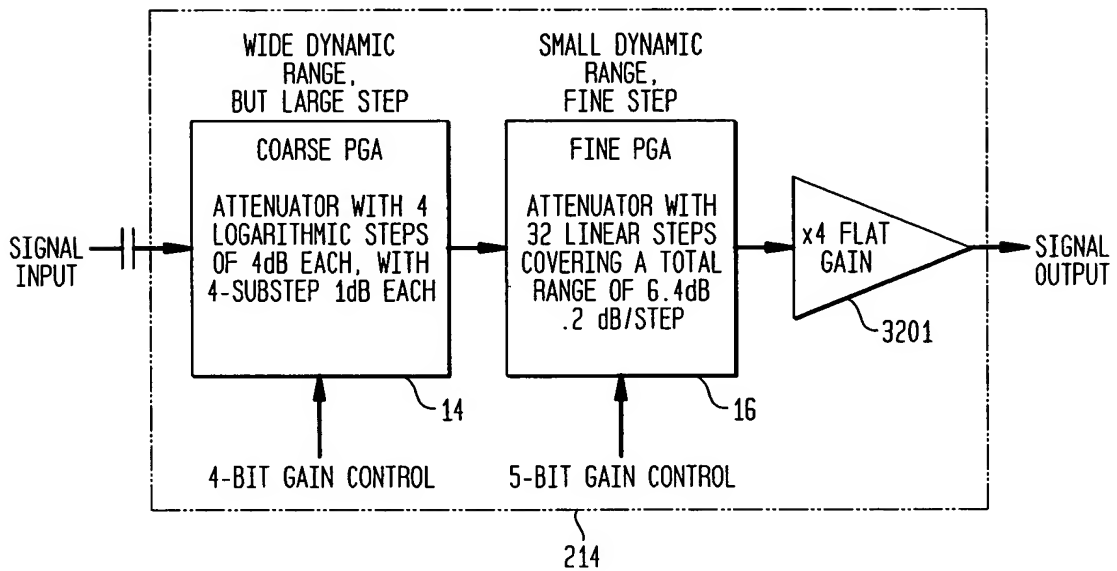 WIDE DYNAMIC
RANGE,
BUT LARGE STEP
SMALL DYNAMIC
RANGE,
FINE STEP
COARSE PGA
ATTENUATOR WITH 4
LOGARITHMIC STEPS
OF 4dB EACH, WITH
4-SUBSTEP 1dB EACH
FINE PGA
ATTENUATOR WITH
32 LINEAR STEPS
COVERING A TOTAL
RANGE OF 6.4dB
.2 dB/STEP
SIGNAL
INPUT
x4 FLAT
GAIN
SIGNAL
OUTPUT
3201
14
16
4-BIT GAIN CONTROL
5-BIT GAIN CONTROL
214